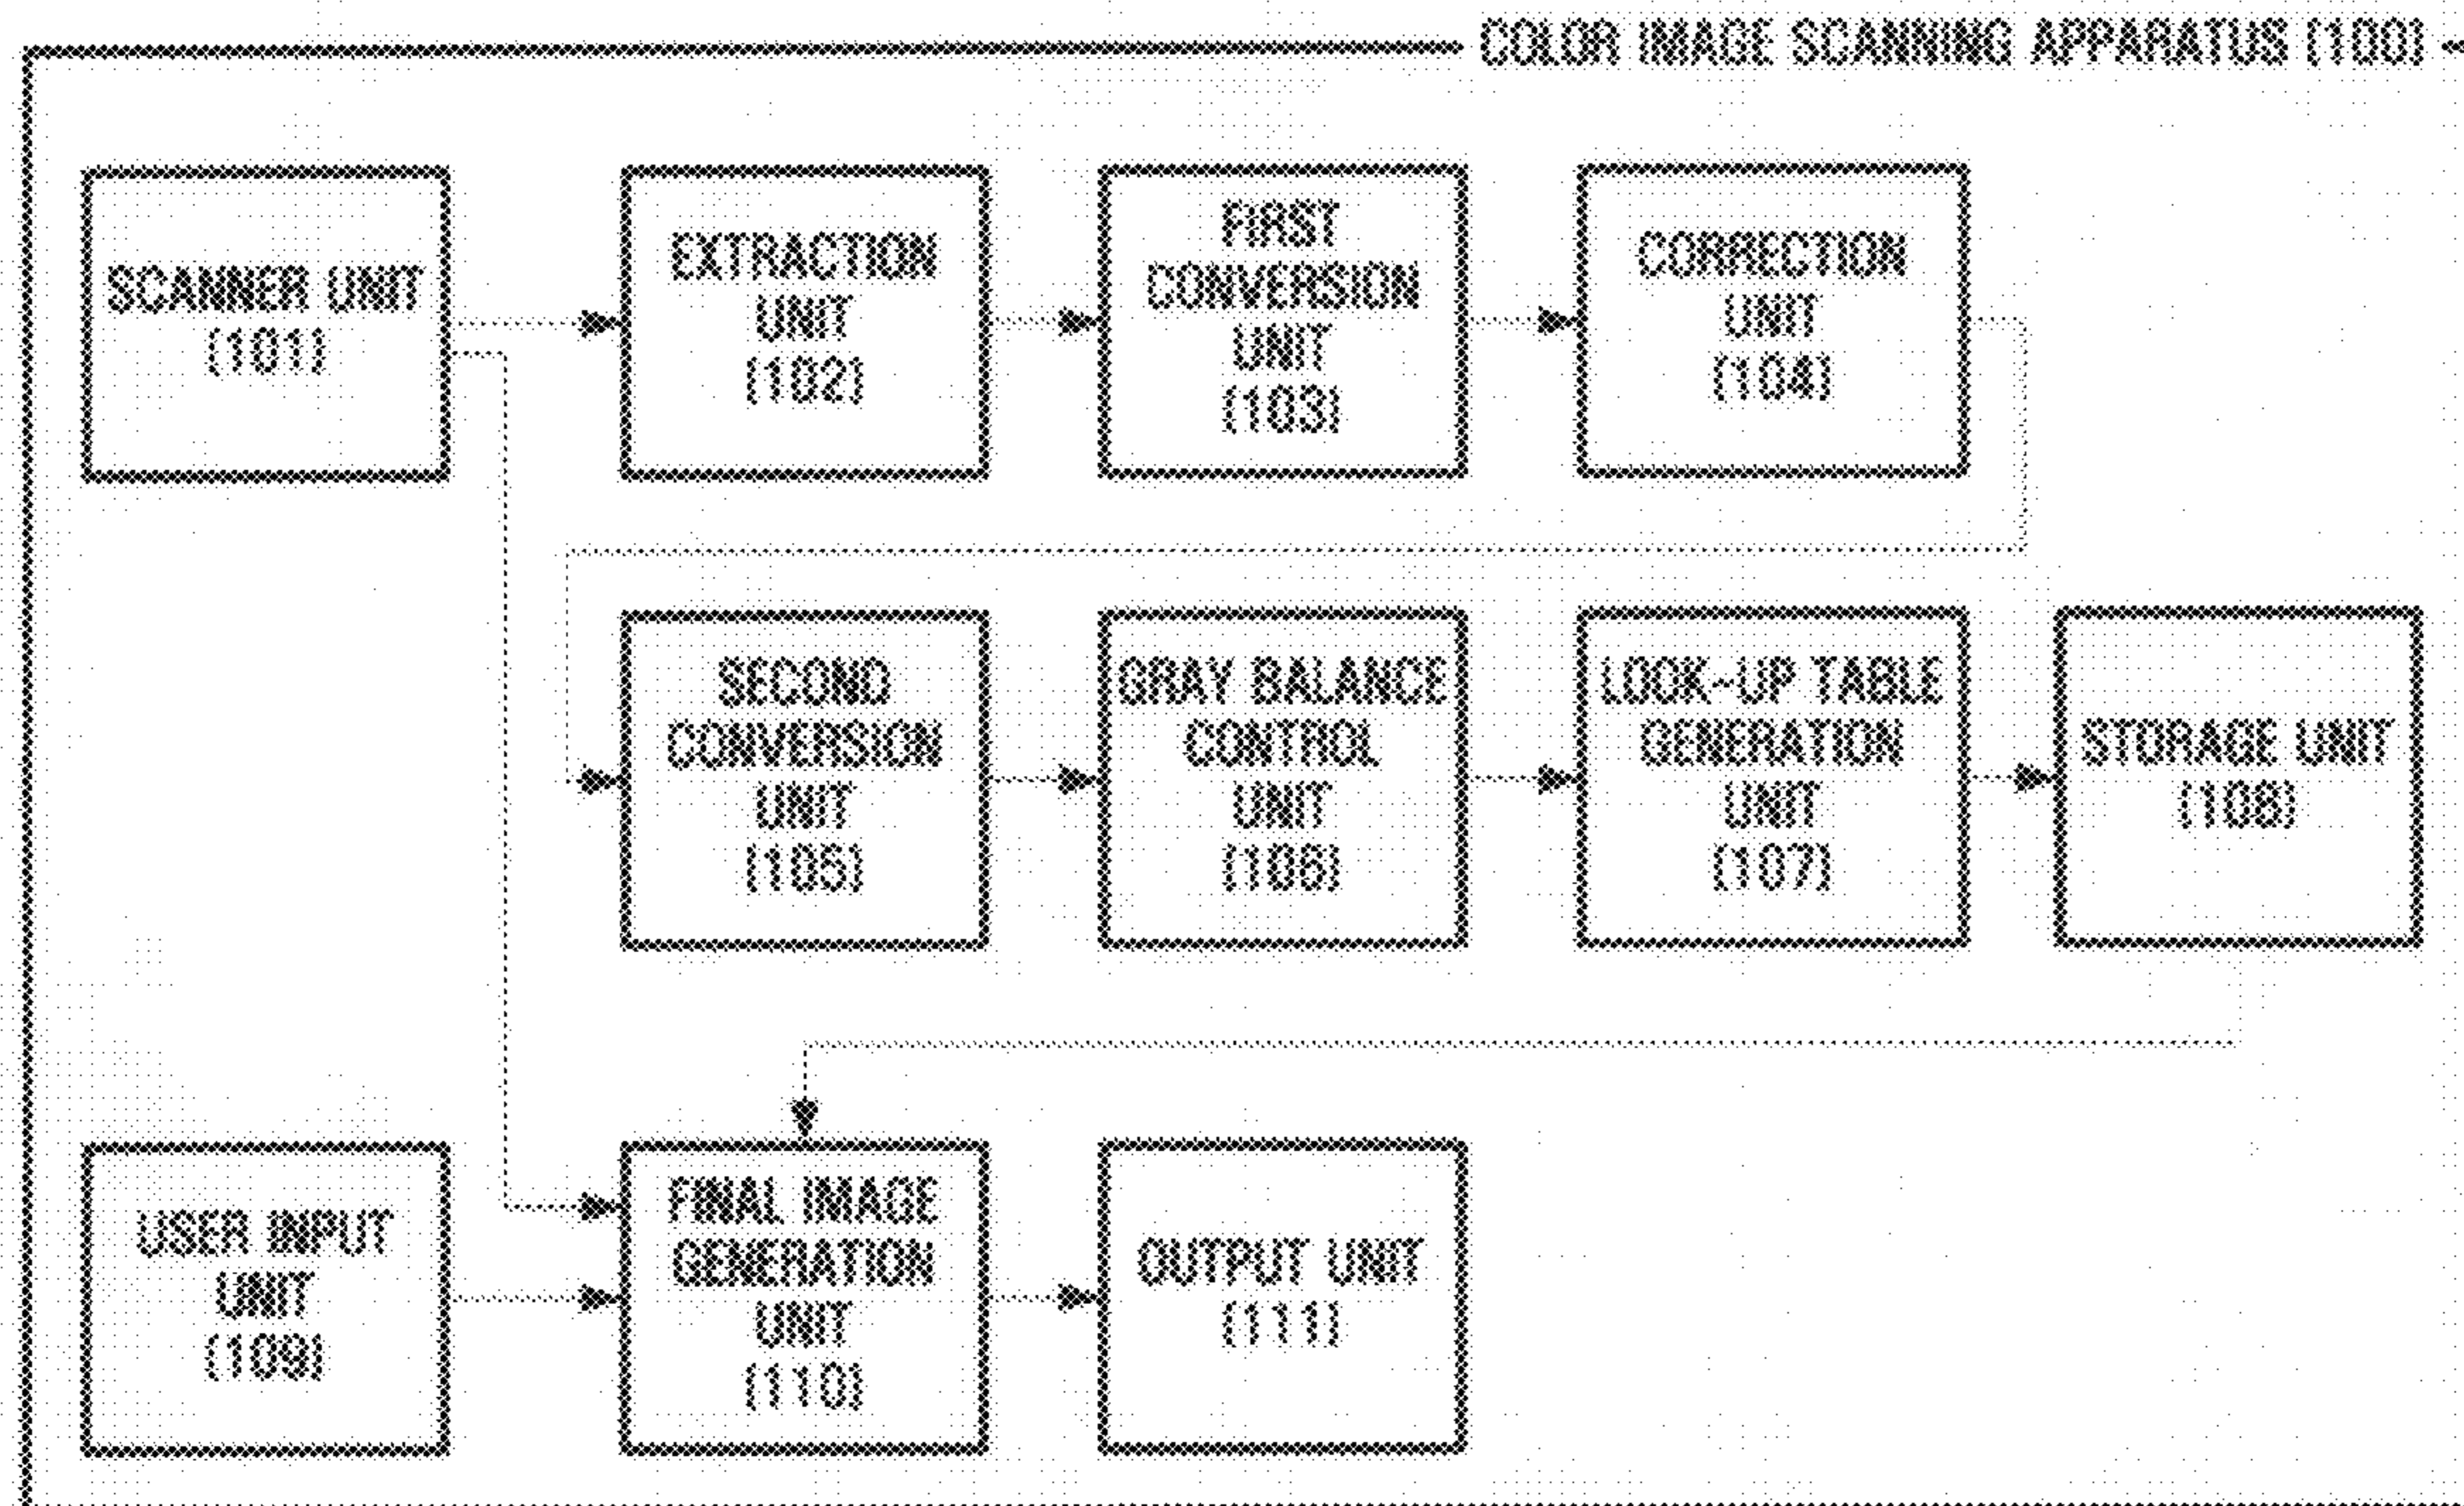 COLOR IMAGE SCANNING APPARATUS (100)
SCANNER UNIT
(101)
EXTRACTION
UNIT
(102)
FIRST
CONVERSION
UNIT
(103)
CORRECTION
UNIT
(104)
SECOND
CONVERSION
UNIT
(105)
GRAY BALANCE
CONTROL
UNIT
(106)
LOOK-UP TABLE
GENERATION
UNIT
(107)
STORAGE UNIT
(108)
USER INPUT
UNIT
(109)
FINAL IMAGE
GENERATION
UNIT
(110)
OUTPUT UNIT
(111)